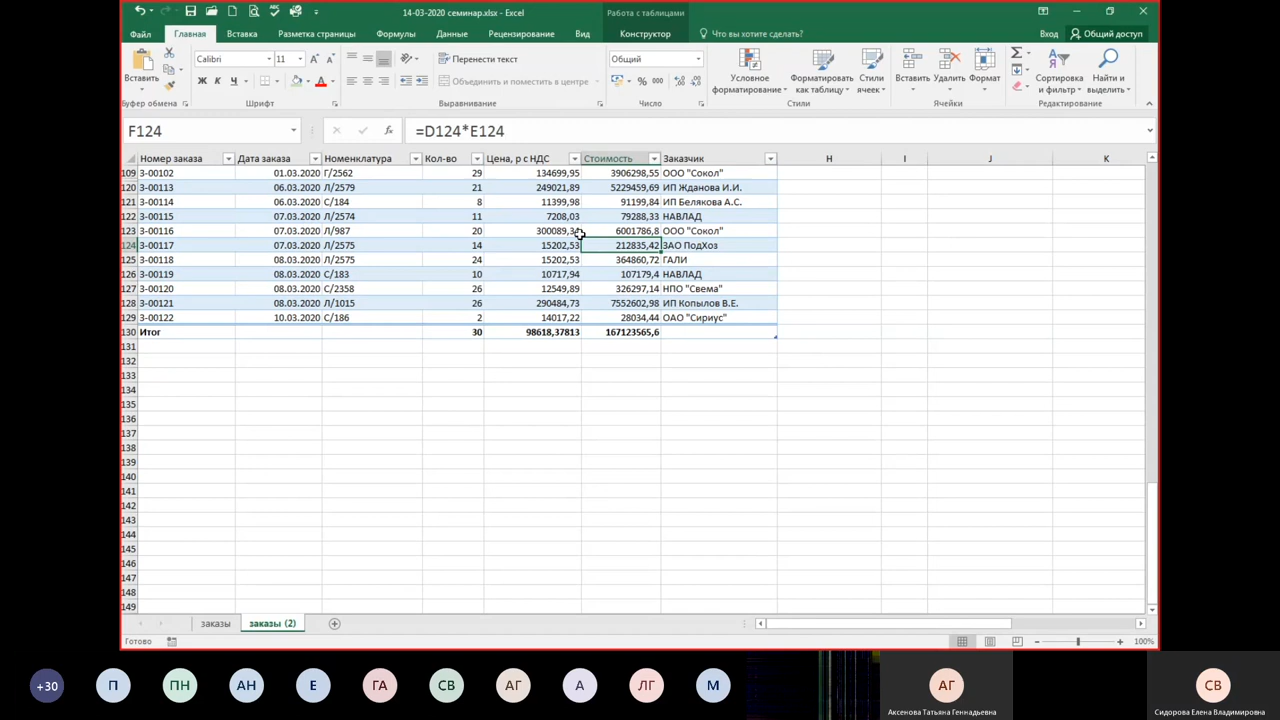 14-03-2020 семинар.xlsx - Excel
Работа с таблицами
Файл Главная Вставка Разметка страницы Формулы Данные Рецензирование Вид Конструктор Что вы хотите сделать? Вход Общий доступ
Вставить
Буфер обмена
Calibri 11
Ж К Ч
Шрифт
Перенести текст
Объединить и поместить в центре
Выравнивание
Общий
% 000
Число
Условное форматирование
Форматировать как таблицу
Стили ячеек
Стили
Вставить Удалить Формат
Ячейки
Сортировка и фильтр
Найти и выделить
Редактирование
F124 fx =D124*E124
Номер заказа Дата заказа Номенклатура Кол-во Цена, р с НДС Стоимость Заказчик H I J K
109 З-00102 01.03.2020 Г/2562 29 134699,95 3906298,55 ООО "Сокол"
120 З-00113 06.03.2020 Л/2579 21 249021,89 5229459,69 ИП Жданова И.И.
121 З-00114 06.03.2020 С/184 8 11399,98 91199,84 ИП Белякова А.С.
122 З-00115 07.03.2020 Л/2574 11 7208,03 79288,33 НАВЛАД
123 З-00116 07.03.2020 Л/987 20 300089,34 6001786,8 ООО "Сокол"
124 З-00117 07.03.2020 Л/2575 14 15202,53 212835,42 ЗАО ПодХоз
125 З-00118 08.03.2020 Л/2575 24 15202,53 364860,72 ГАЛИ
126 З-00119 08.03.2020 С/183 10 10717,94 107179,4 НАВЛАД
127 З-00120 08.03.2020 С/2358 26 12549,89 326297,14 НПО "Свема"
128 З-00121 08.03.2020 Л/1015 26 290484,73 7552602,98 ИП Копылов В.Е.
129 З-00122 10.03.2020 С/186 2 14017,22 28034,44 ОАО "Сириус"
130 Итог 30 98618,37813 167123565,6
131
132
133
134
135
136
137
138
139
140
141
142
143
144
145
146
147
148
149
заказы заказы (2)
Готово 100%
+30 П ПН АН Е ГА СВ АГ А ЛГ М АГ СВ
Аксенова Татьяна Геннадьевна Сидорова Елена Владимировна